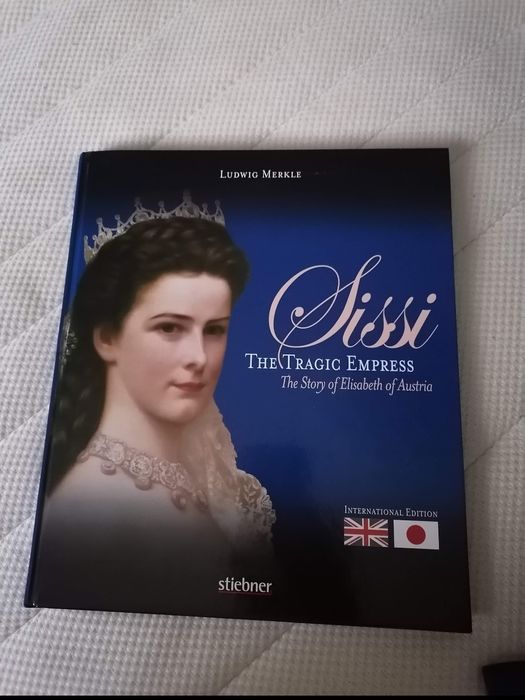 LUDWIG MERKLE
Sissi
THE TRAGIC EMPRESS
The Story of Elisabeth of Austria
INTERNATIONAL EDITION
stiebner